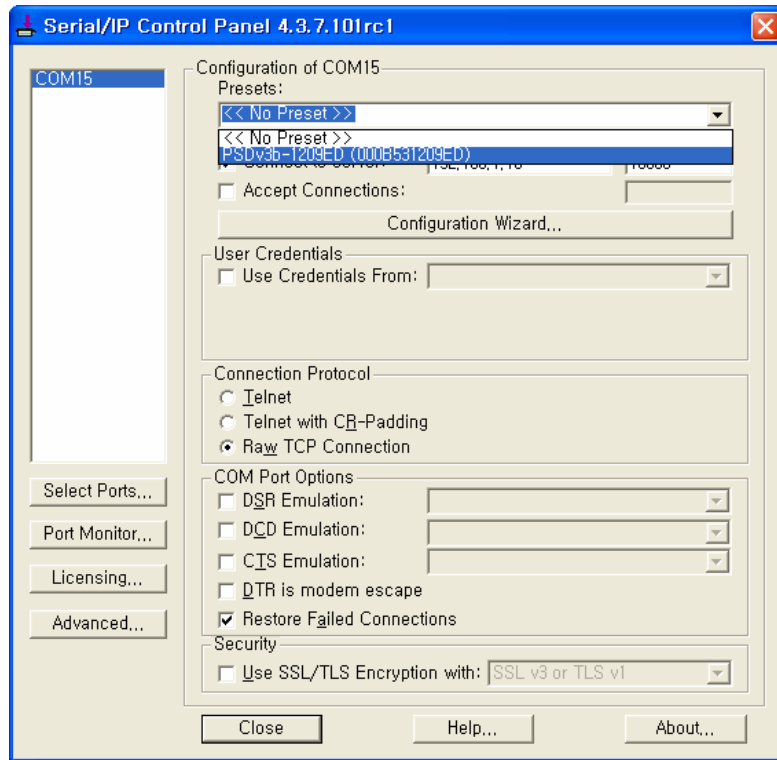 Serial/IP Control Panel 4.3.7.101rc1
COM15
Configuration of COM15
Presets:
<< No Preset >>
<< No Preset >>
PSDv3b-1209ED (000B531209ED)
Accept Connections:
Configuration Wizard...
User Credentials
Use Credentials From:
Connection Protocol
Telnet
Telnet with CR-Padding
Raw TCP Connection
Select Ports...
Port Monitor...
Licensing...
Advanced...
COM Port Options
DSR Emulation:
DCD Emulation:
CTS Emulation:
DTR is modem escape
Restore Failed Connections
Security
Use SSL/TLS Encryption with: SSL v3 or TLS v1
Close
Help...
About...